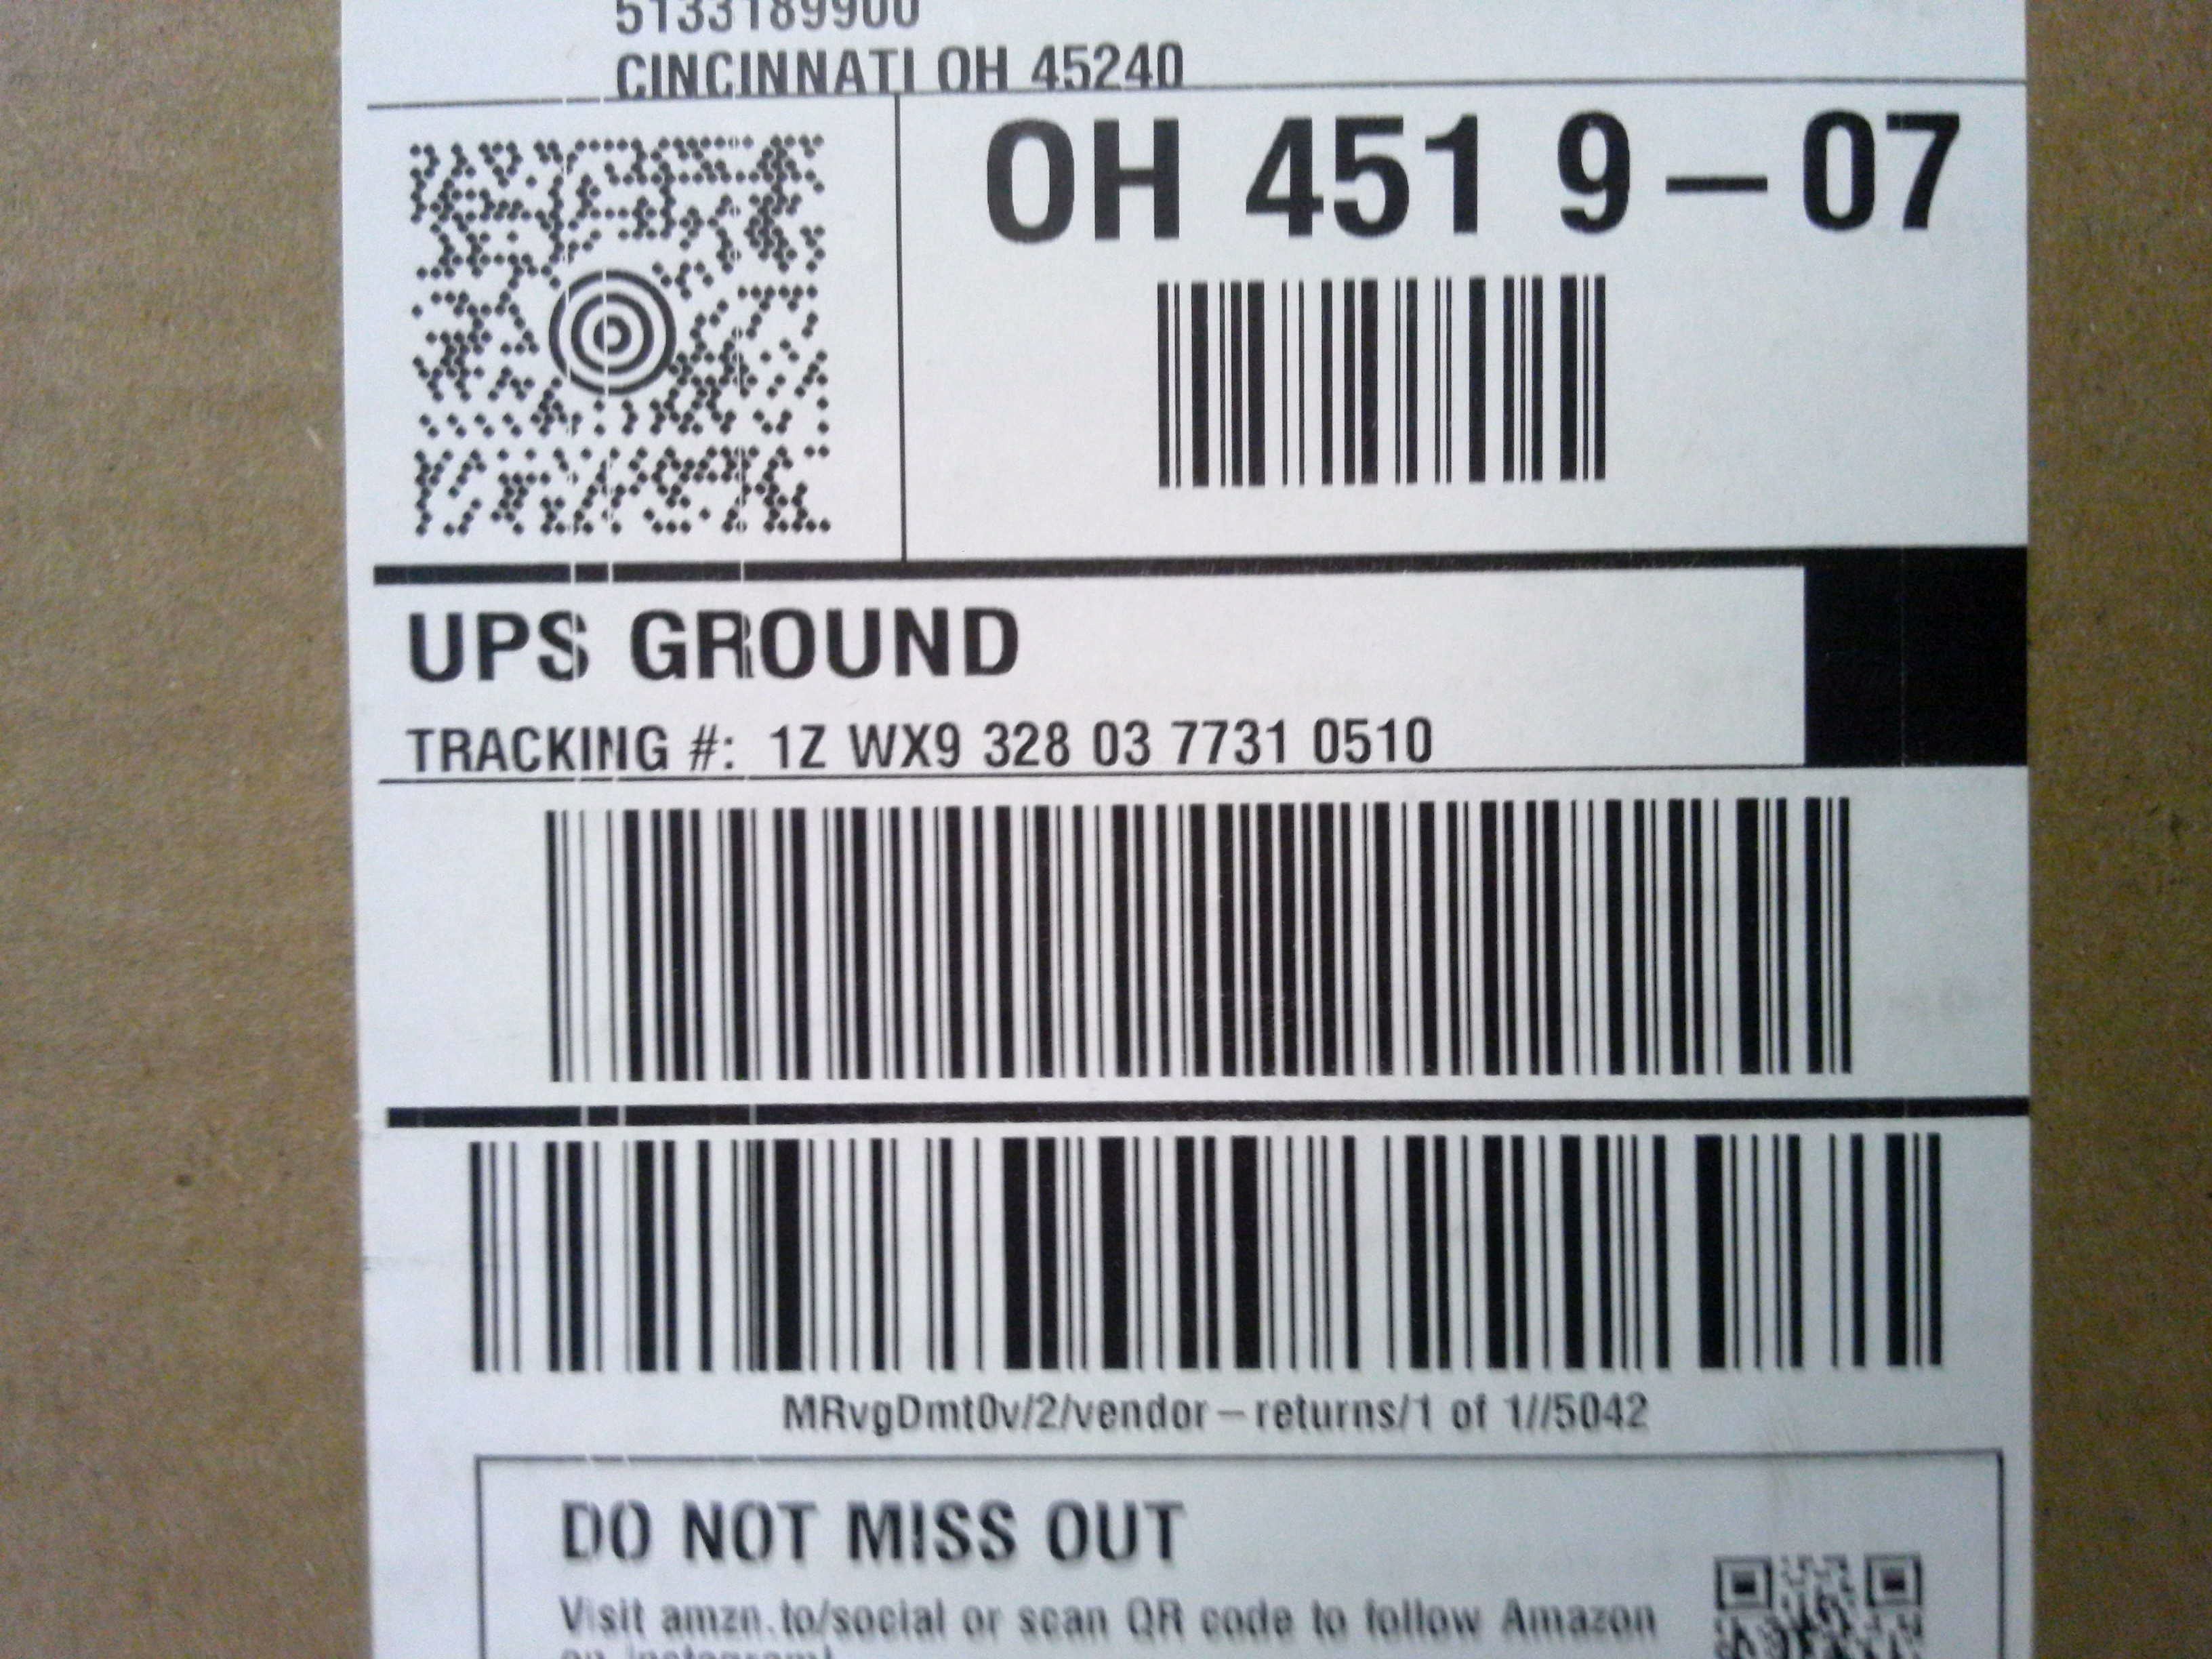 5133189900
CINCINNATI OH 45240
OH 451 9-07
UPS GROUND
TRACKING #: 1Z WX9 328 03 7731 0510
MRvgDmt0v/2/vendor-returns/1 of 1//5042
DO NOT MISS OUT
Visit amzn.to/social or scan QR code to follow Amazon
on instagram!